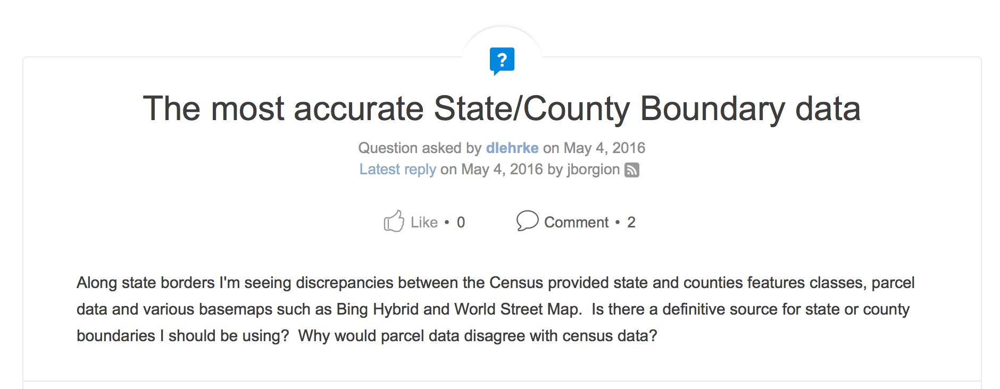 ?
The most accurate State/County Boundary data
Question asked by dlehrke on May 4, 2016
Latest reply on May 4, 2016 by jborgion
Like • 0 Comment • 2
Along state borders I'm seeing discrepancies between the Census provided state and counties features classes, parcel
data and various basemaps such as Bing Hybrid and World Street Map.  Is there a definitive source for state or county
boundaries I should be using?  Why would parcel data disagree with census data?